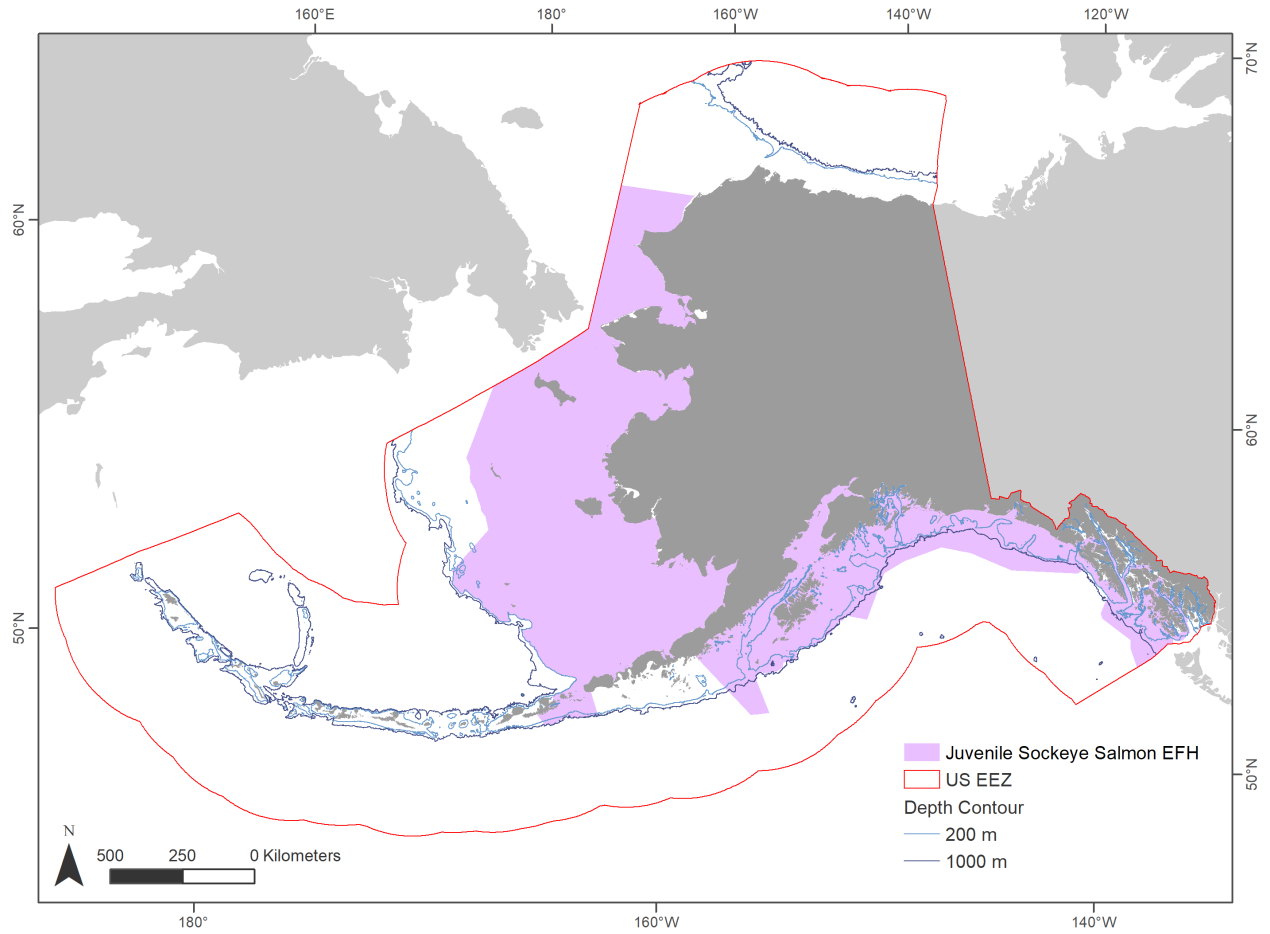 160°E 180° 160°W 140°W 120°W
70°N
60°N
60°N
50°N
50°N
Juvenile Sockeye Salmon EFH
US EEZ
Depth Contour
200 m
1000 m
N
500 250 0 Kilometers
180° 160°W 140°W